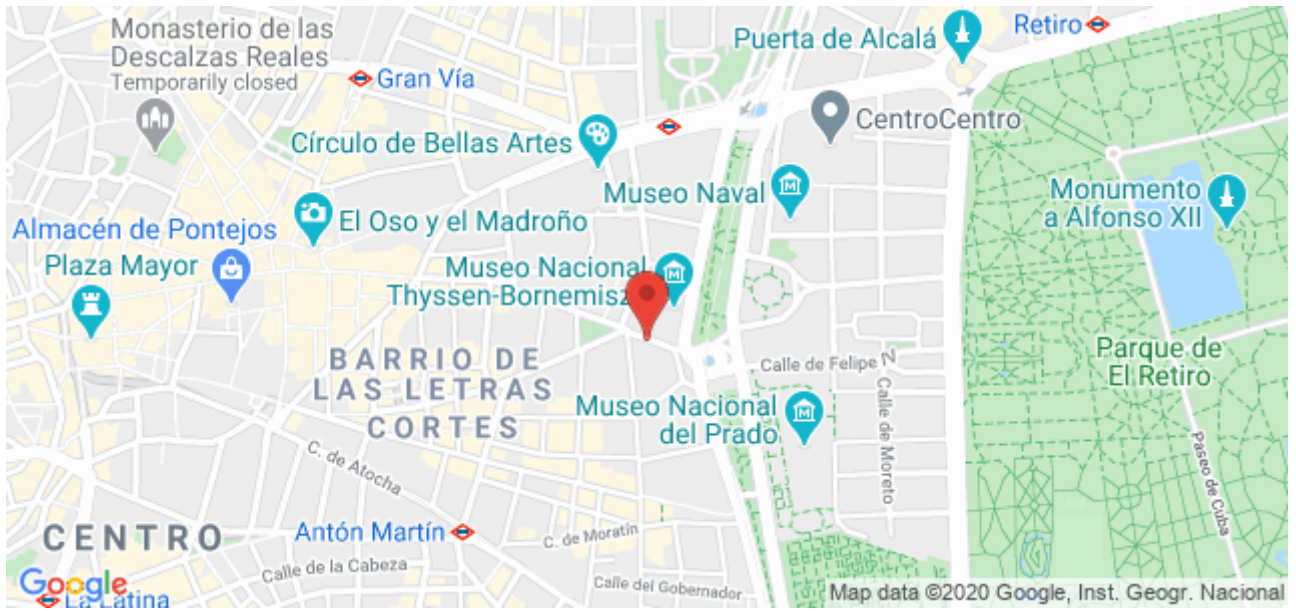 Monasterio de las
Descalzas Reales
Temporarily closed
Gran Vía
Puerta de Alcalá
Retiro
Círculo de Bellas Artes
CentroCentro
Museo Naval
Monumento
a Alfonso XII
El Oso y el Madroño
Almacén de Pontejos
Plaza Mayor
Museo Nacional
Thyssen-Bornemisz
BARRIO DE
LAS LETRAS
CORTES
Calle de Felipe
Parque de
El Retiro
Museo Nacional
del Prado
Calle de Moreto
Paseo de Cuba
C. de Atocha
CENTRO
Antón Martín
C. de Moratín
Calle de la Cabeza
Calle del Gobernador
Google
La Latina
Map data ©2020 Google, Inst. Geogr. Nacional